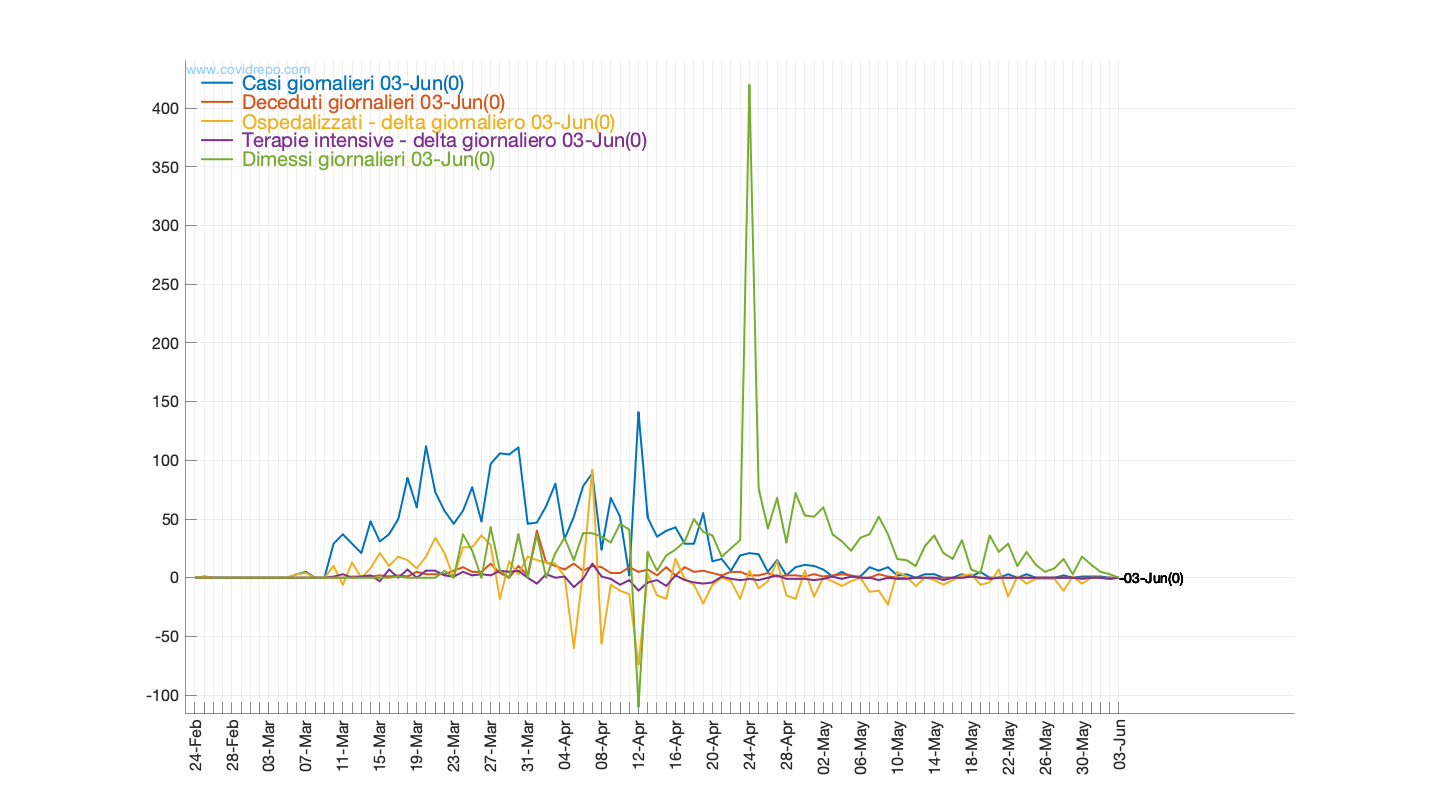 www.covidrepo.com
Casi giornalieri 03-Jun(0)
Deceduti giornalieri 03-Jun(0)
Ospedalizzati - delta giornaliero 03-Jun(0)
Terapie intensive - delta giornaliero 03-Jun(0)
Dimessi giornalieri 03-Jun(0)
400
350
300
250
200
150
100
50
0
-50
-100
-03-Jun(0)
24-Feb
28-Feb
03-Mar
07-Mar
11-Mar
15-Mar
19-Mar
23-Mar
27-Mar
31-Mar
04-Apr
08-Apr
12-Apr
16-Apr
20-Apr
24-Apr
28-Apr
02-May
06-May
10-May
14-May
18-May
22-May
26-May
30-May
03-Jun